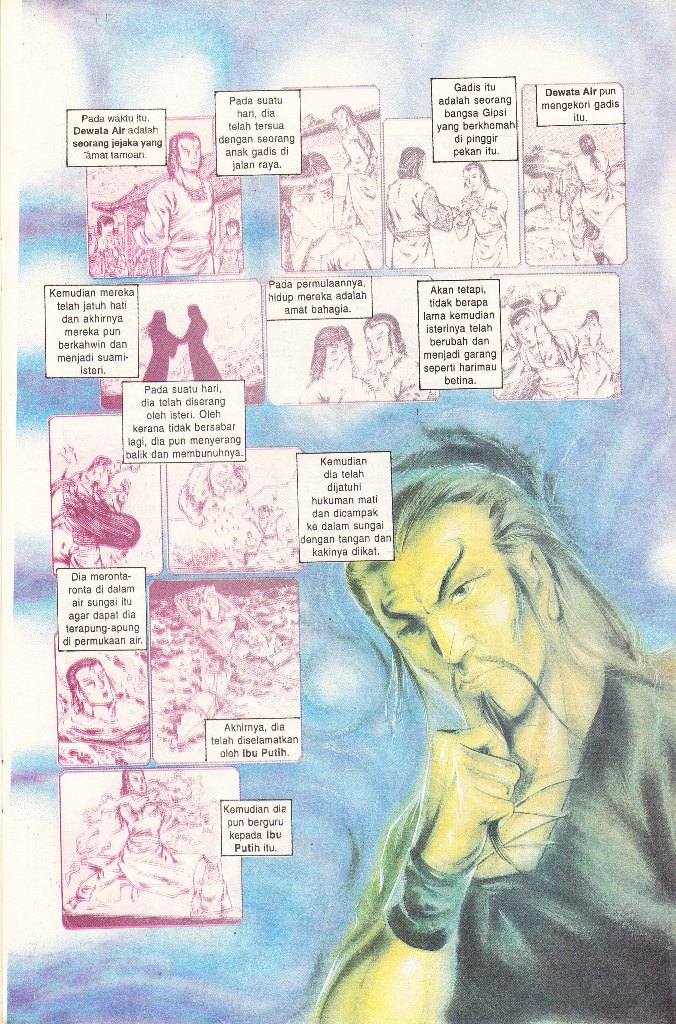 Pada waktu itu,
Dewata Air adalah
seorang jejaka yang
amat tampan.
Pada suatu
hari, dia
telah tersua
dengan seorang
anak gadis di
jalan raya.
Gadis itu
adalah seorang
bangsa Gipsi
yang berkhemah
di pinggir
pekan itu.
Dewata Air pun
mengekori gadis
itu.
Kemudian mereka
telah jatuh hati
dan akhirnya
mereka pun
berkahwin dan
menjadi suami-
isteri.
Pada permulaannya,
hidup mereka adalah
amat bahagia.
Akan tetapi,
tidak berapa
lama kemudian
isterinya telah
berubah dan
menjadi garang
seperti harimau
betina.
Pada suatu hari,
dia telah diserang
oleh isteri. Oleh
kerana tidak bersabar
lagi, dia pun menyerang
balik dan membunuhnya.
Kemudian
dia telah
dijatuhi
hukuman mati
dan dicampak
ke dalam sungai
dengan tangan dan
kakinya diikat.
Dia meronta-
ronta di dalam
air sungai itu
agar dapat dia
terapung-apung
di permukaan air.
Akhirnya, dia
telah diselamatkan
oleh Ibu Putih.
Kemudian dia
pun berguru
kepada Ibu
Putih itu.